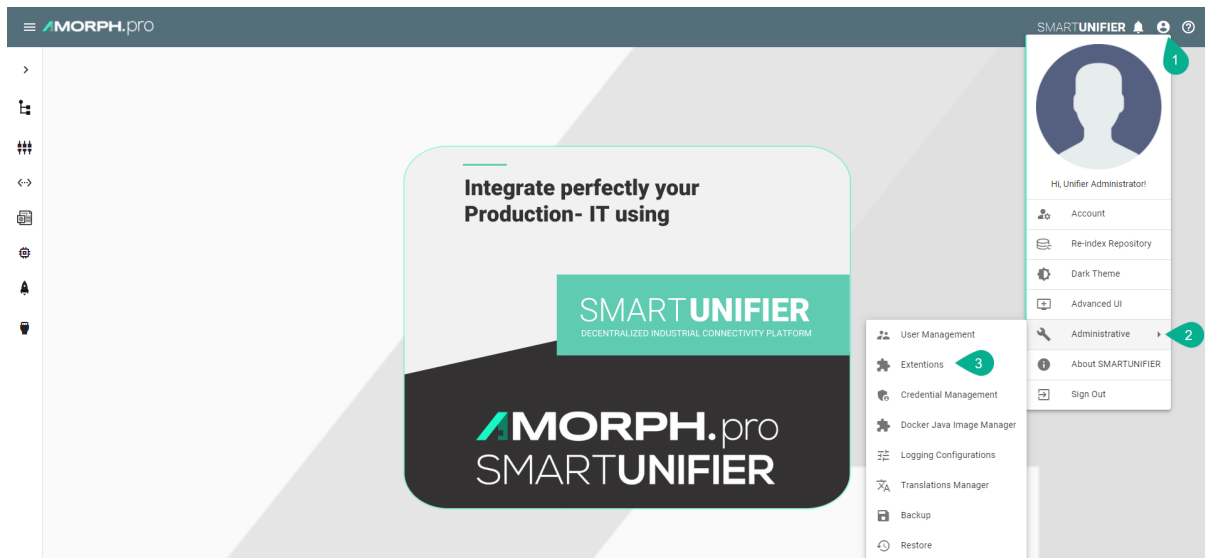 AMORPH.pro
SMARTUNIFIER
1
Integrate perfectly your
Production- IT using
SMARTUNIFIER
DECENTRALIZED INDUSTRIAL CONNECTIVITY PLATFORM
AMORPH.pro
SMARTUNIFIER
Hi, Unifier Administrator!
Account
Re-index Repository
Dark Theme
Advanced UI
Administrative
2
About SMARTUNIFIER
Sign Out
User Management
Extentions
3
Credential Management
Docker Java Image Manager
Logging Configurations
Translations Manager
Backup
Restore